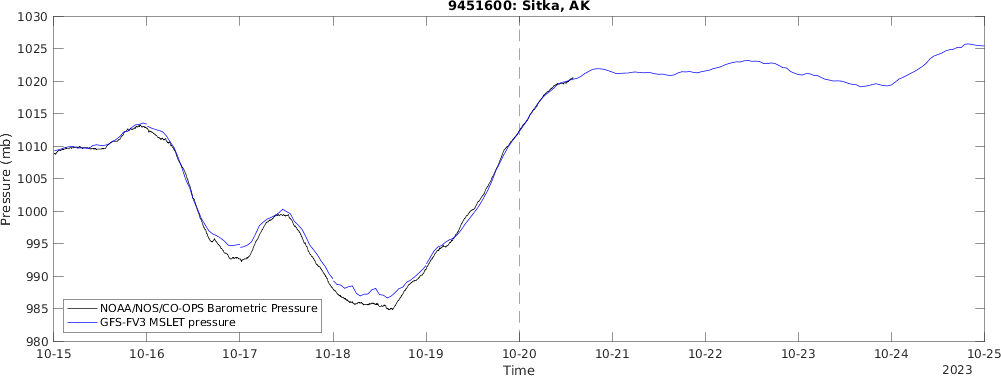 9451600: Sitka, AK
1030
1025
1020
1015
1010
1005
1000
995
990
985
980
Pressure (mb)
NOAA/NOS/CO-OPS Barometric Pressure
GFS-FV3 MSLET pressure
10-15 10-16 10-17 10-18 10-19 10-20 10-21 10-22 10-23 10-24 10-25
Time
2023